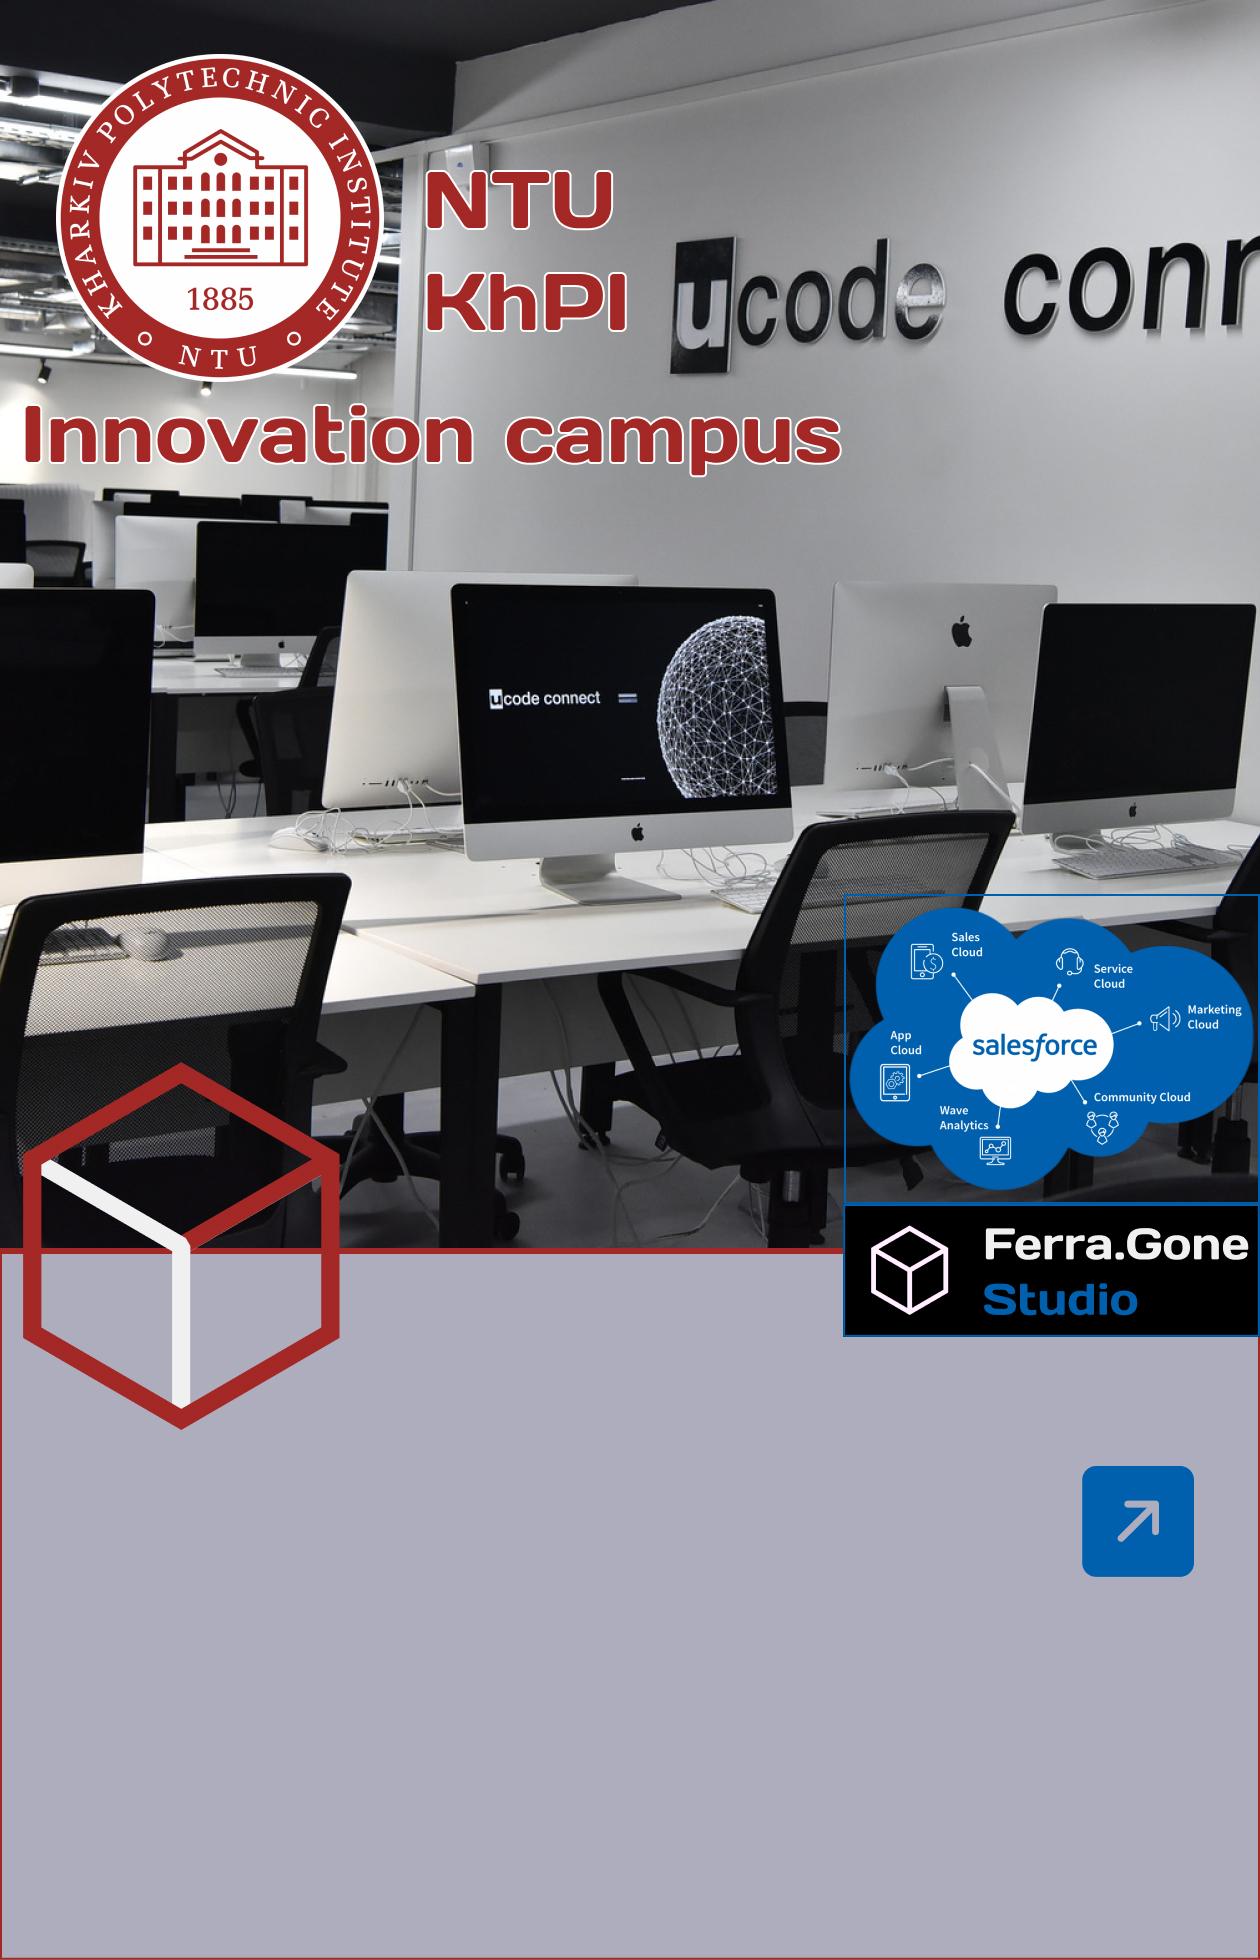 KHARKIV POLYTECHNIC INSTITUTE
1885
NTU
NTU
KhPI
ucode conn
Innovation campus
ucode connect
Sales
Cloud
Service
Cloud
Marketing
Cloud
App
Cloud
salesforce
Community Cloud
Wave
Analytics
Ferra.Gone
Studio